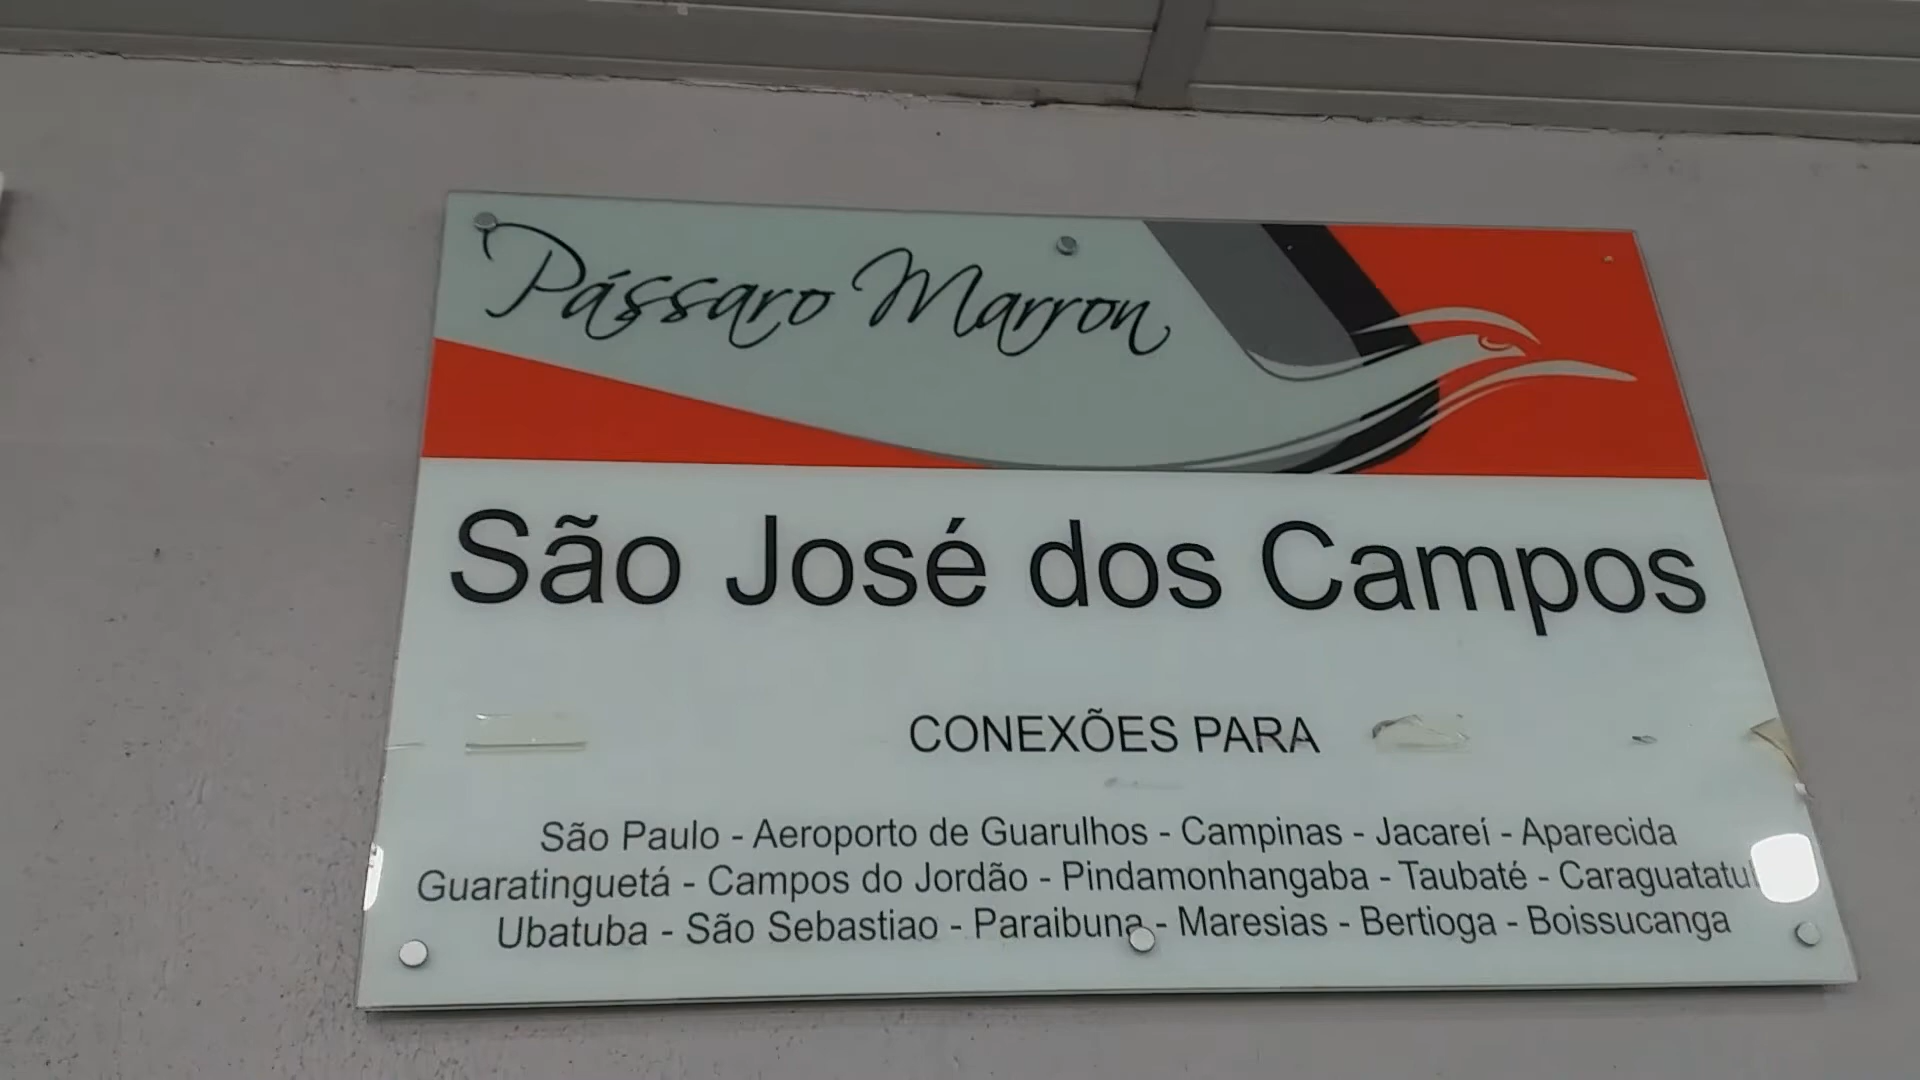 Pássaro Marron
São José dos Campos
CONEXÕES PARA
São Paulo - Aeroporto de Guarulhos - Campinas - Jacareí - Aparecida
Guaratinguetá - Campos do Jordão - Pindamonhangaba - Taubaté -
Ubatuba - São Sebastiao - Paraibuna - Maresias - Bertioga - Boissucanga